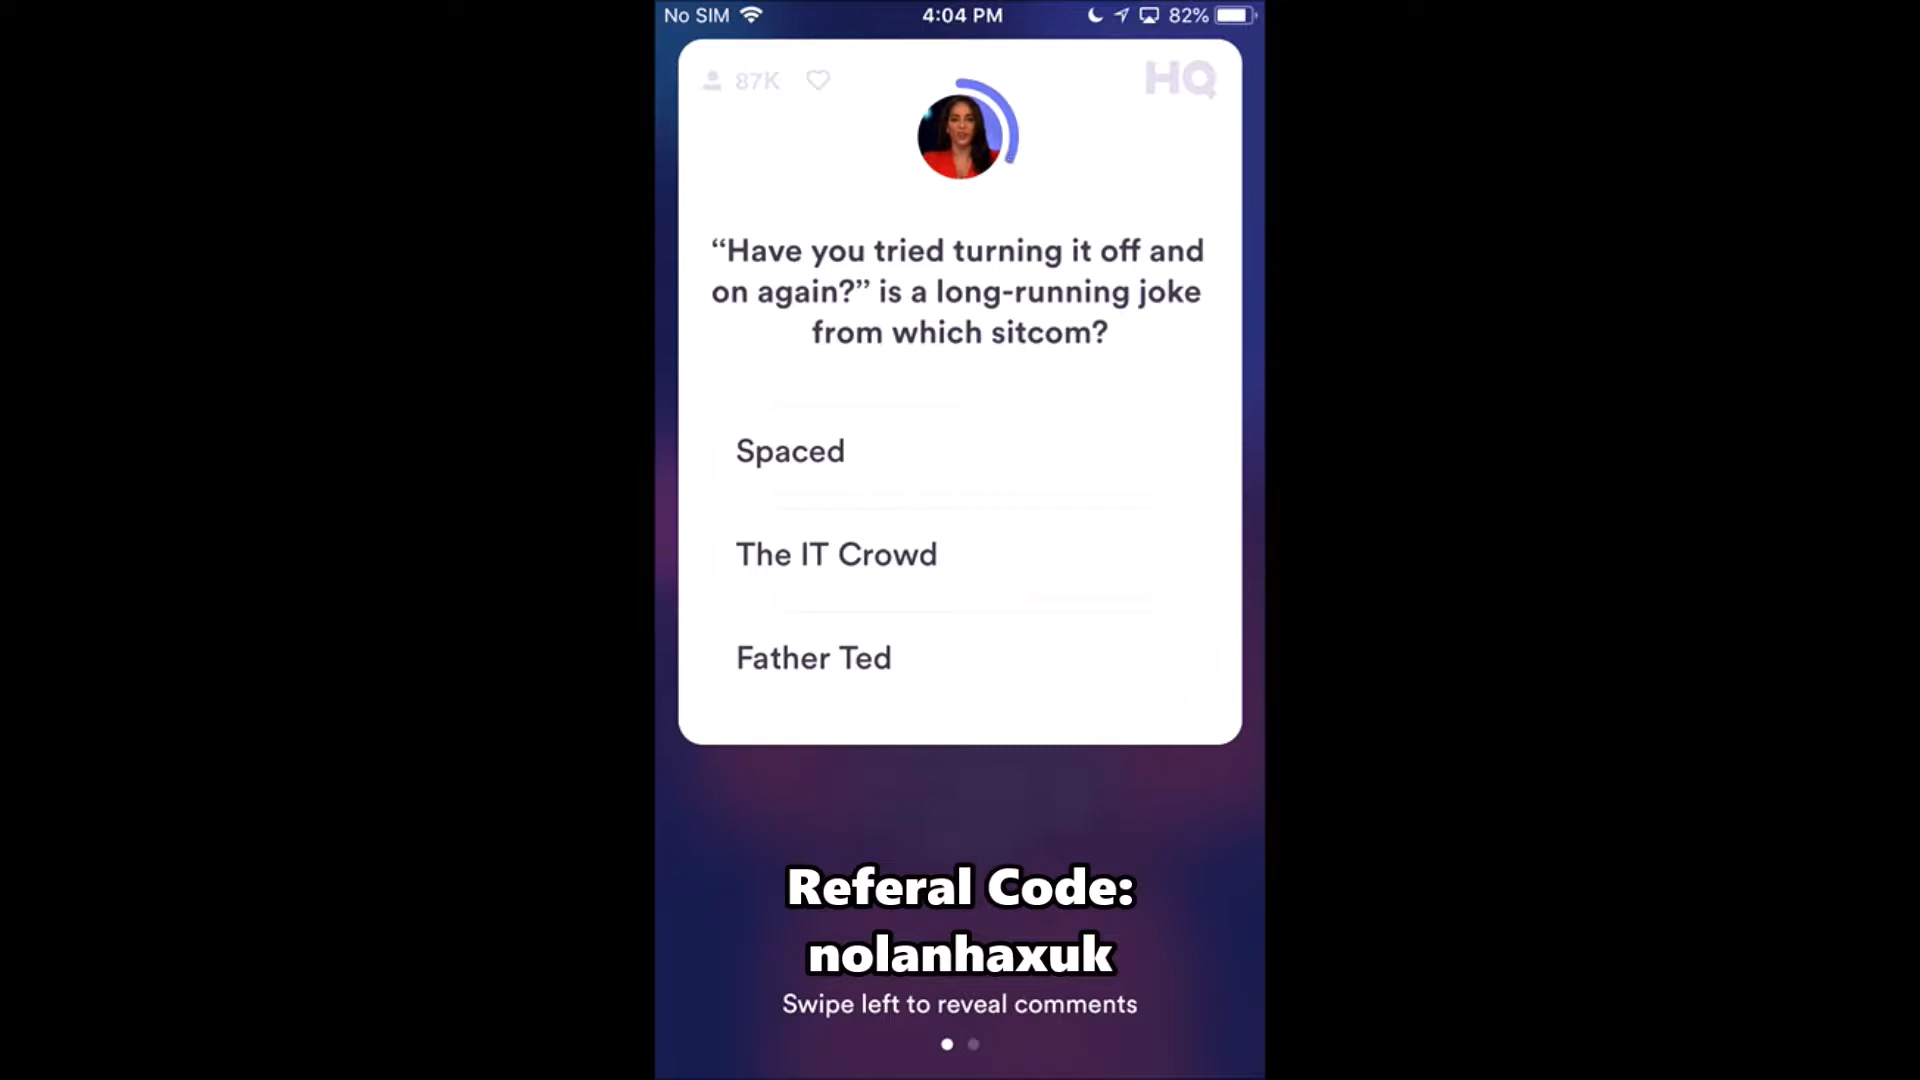 No SIM 4:04 PM 82%
87K HQ
“Have you tried turning it off and
on again?” is a long-running joke
from which sitcom?
Spaced
The IT Crowd
Father Ted
Referal Code:
nolanhaxuk
Swipe left to reveal comments